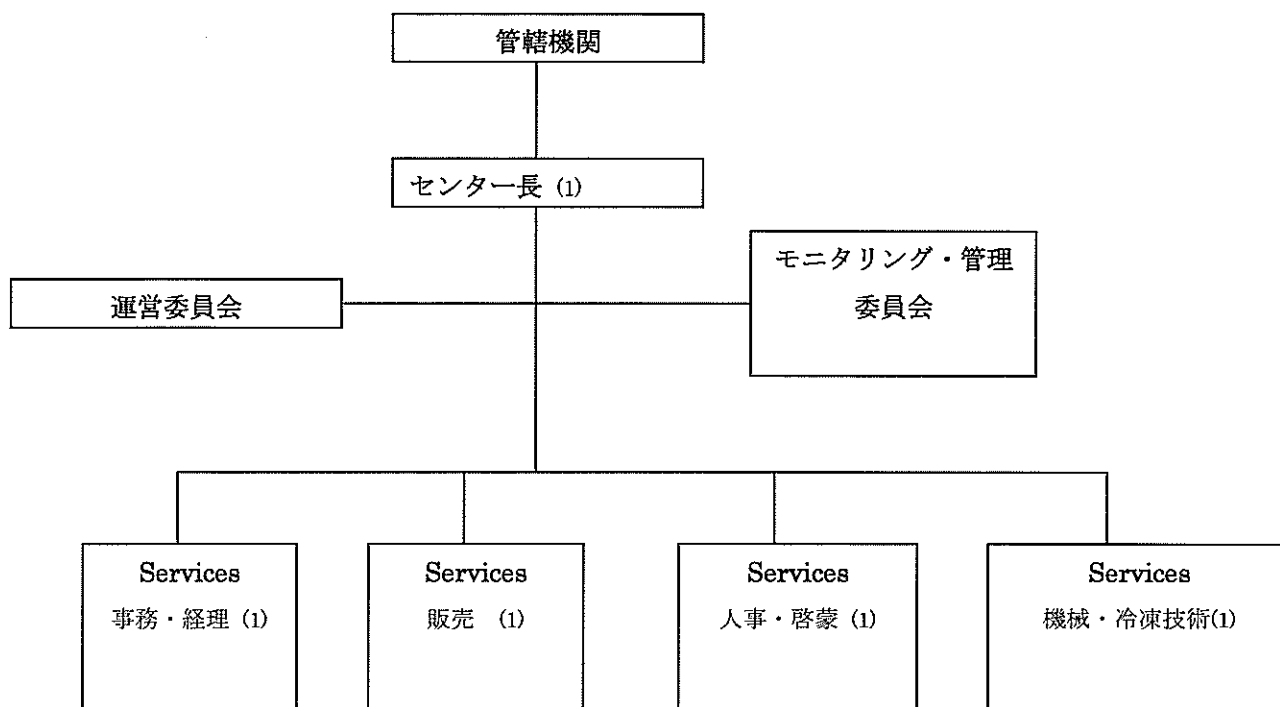 管轄機関
センター長 (1)
モニタリング・管理
委員会
運営委員会
Services
事務・経理 (1)
Services
販売 (1)
Services
人事・啓蒙 (1)
Services
機械・冷凍技術(1)